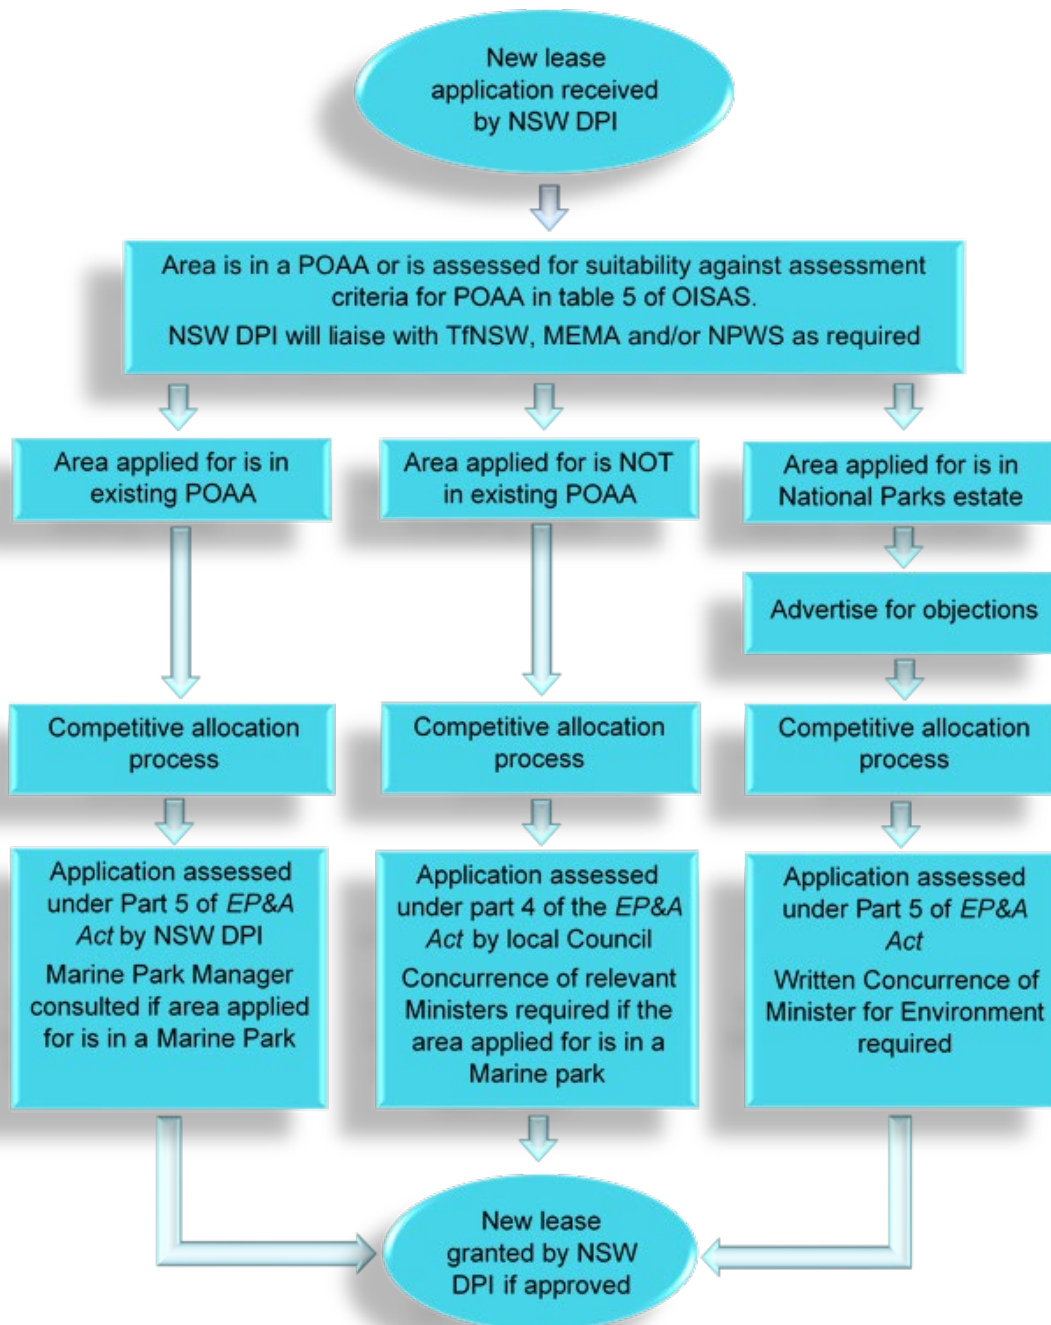 New lease
application received
by NSW DPI
Area is in a POAA or is assessed for suitability against assessment
criteria for POAA in table 5 of OISAS.
NSW DPI will liaise with TfNSW, MEMA and/or NPWS as required
Area applied for is in
existing POAA
Area applied for is NOT
in existing POAA
Area applied for is in
National Parks estate
Advertise for objections
Competitive allocation
process
Competitive allocation
process
Competitive allocation
process
Application assessed
under Part 5 of EP&A
Act by NSW DPI
Marine Park Manager
consulted if area applied
for is in a Marine Park
Application assessed
under part 4 of the EP&A
Act by local Council
Concurrence of relevant
Ministers required if the
area applied for is in a
Marine park
Application assessed
under Part 5 of EP&A
Act
Written Concurrence of
Minister for Environment
required
New lease
granted by NSW
DPI if approved